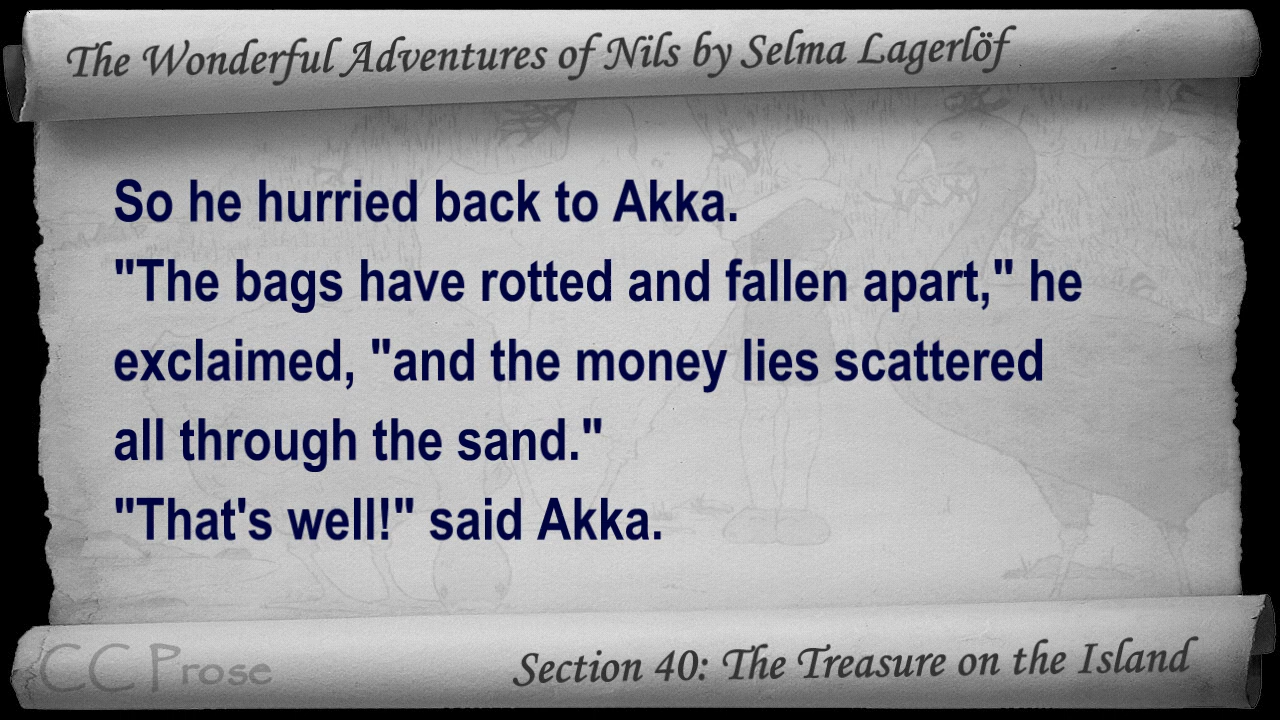 The Wonderful Adventures of Nils by Selma Lagerlöf
So he hurried back to Akka.
"The bags have rotted and fallen apart," he
exclaimed, "and the money lies scattered
all through the sand."
"That's well!" said Akka.
CC Prose
Section 40: The Treasure on the Island